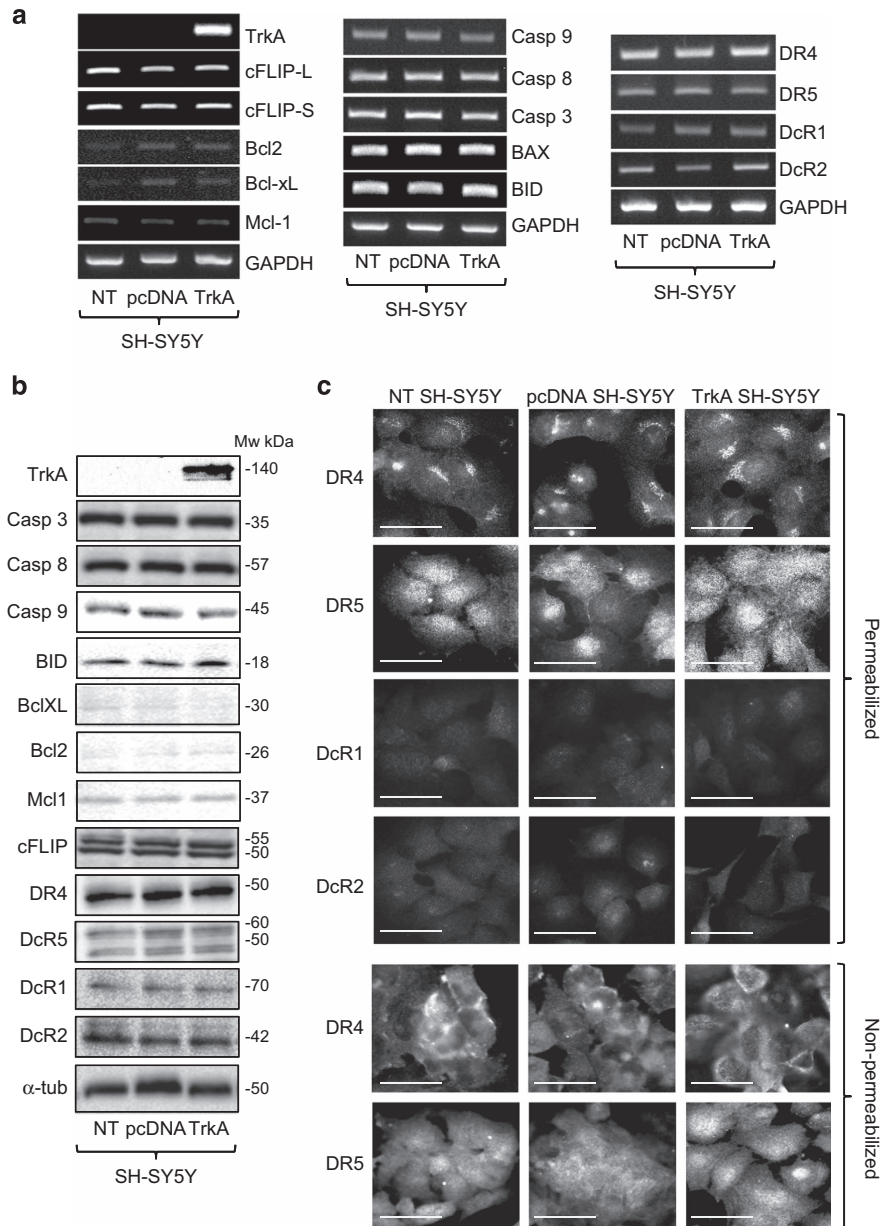 a
TrkA
cFLIP-L
cFLIP-S
Bcl2
Bcl-xL
Mcl-1
GAPDH
NT pcDNA TrkA
SH-SY5Y
Casp 9
Casp 8
Casp 3
BAX
BID
GAPDH
NT pcDNA TrkA
SH-SY5Y
DR4
DR5
DcR1
DcR2
GAPDH
NT pcDNA TrkA
SH-SY5Y
b
Mw kDa
TrkA -140
Casp 3 -35
Casp 8 -57
Casp 9 -45
BID -18
BclXL -30
Bcl2 -26
Mcl1 -37
cFLIP -55
-50
DR4 -50
DcR5 -60
-50
DcR1 -70
DcR2 -42
α-tub -50
NT pcDNA TrkA
SH-SY5Y
c
NT SH-SY5Y pcDNA SH-SY5Y TrkA SH-SY5Y
DR4
DR5
DcR1
DcR2
Permeabilized
DR4
DR5
Non-permeabilized